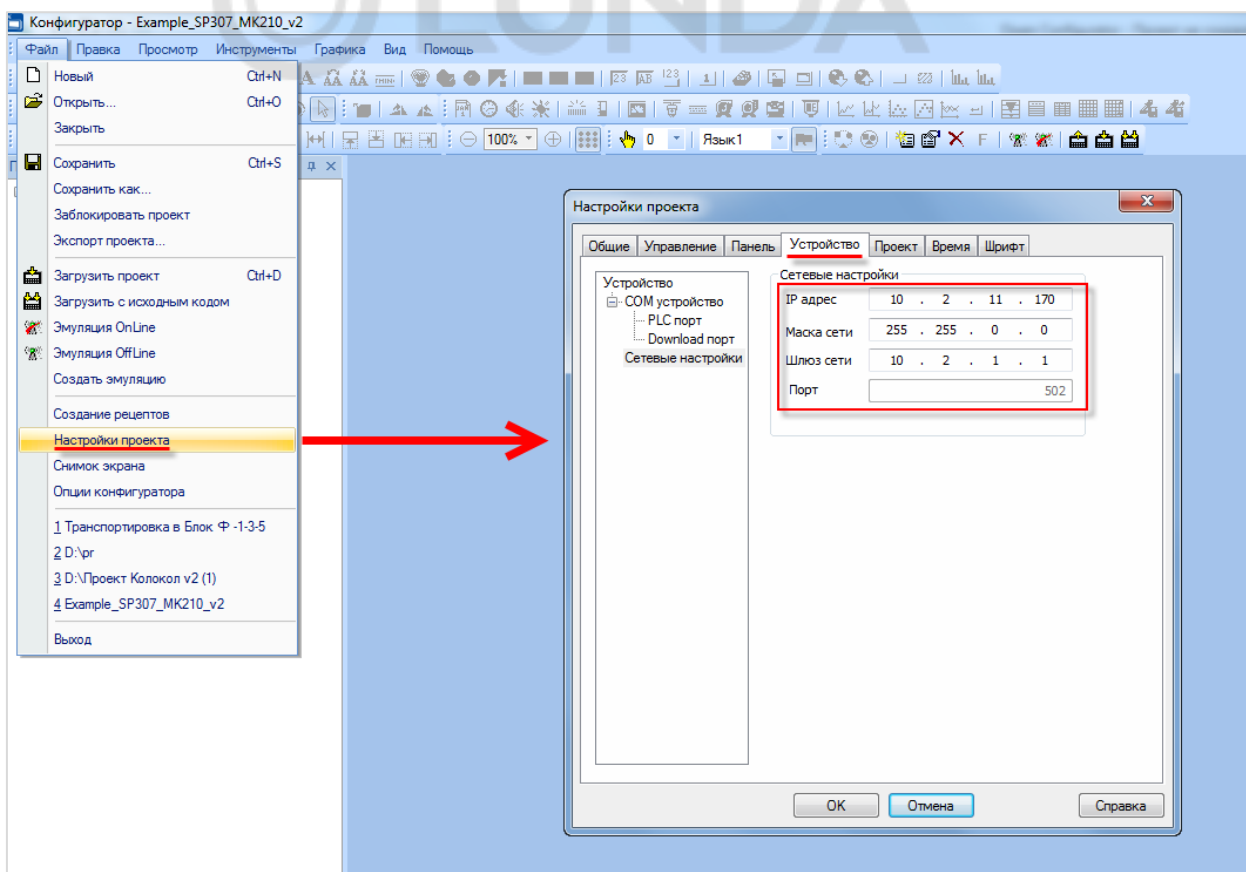 LUNDA
Конфигуратор - Example_SP307_MK210_v2
Файл Правка Просмотр Инструменты Графика Вид Помощь
Новый Ctrl+N
Открыть... Ctrl+O
Закрыть
Сохранить Ctrl+S
Сохранить как...
Заблокировать проект
Экспорт проекта...
Загрузить проект Ctrl+D
Загрузить с исходным кодом
Эмуляция OnLine
Эмуляция OffLine
Создать эмуляцию
Создание рецептов
Настройки проекта
Снимок экрана
Опции конфигуратора
1 Транспортировка в Блок Ф -1-3-5
2 D:\pr
3 D:\Проект Колокол v2 (1)
4 Example_SP307_MK210_v2
Выход
100% 0 Язык1 F
Настройки проекта
Общие Управление Панель Устройство Проект Время Шрифт
Устройство
COM устройство
PLC порт
Download порт
Сетевые настройки
Сетевые настройки
IP адрес 10 . 2 . 11 . 170
Маска сети 255 . 255 . 0 . 0
Шлюз сети 10 . 2 . 1 . 1
Порт 502
OK Отмена Справка